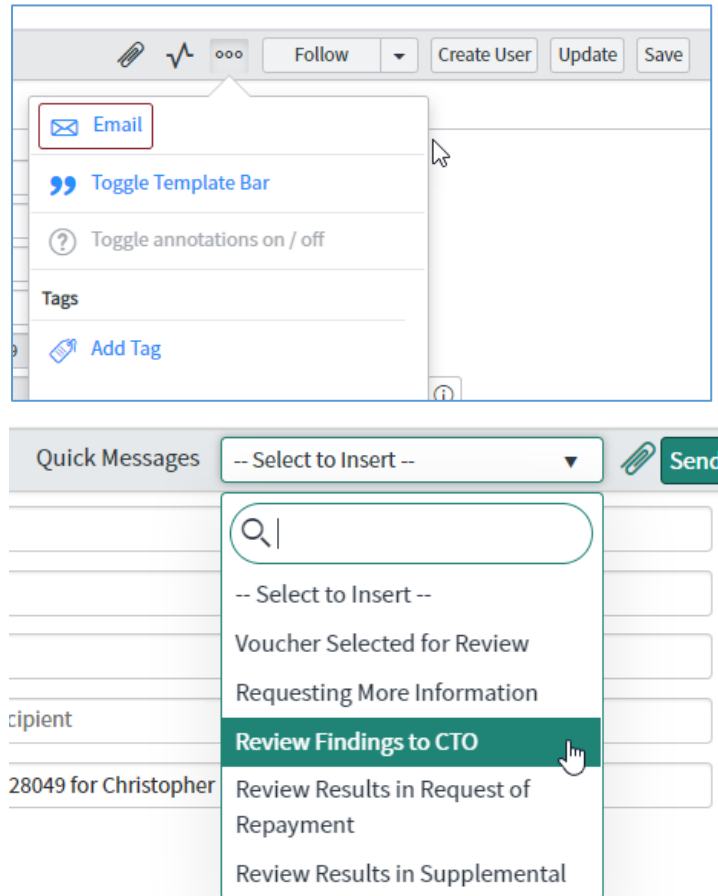 Follow Create User Update Save
Email
Toggle Template Bar
Toggle annotations on / off
Tags
Add Tag
Quick Messages -- Select to Insert -- Send
-- Select to Insert --
Voucher Selected for Review
Requesting More Information
cipient
Review Findings to CTO
28049 for Christopher
Review Results in Request of
Repayment
Review Results in Supplemental